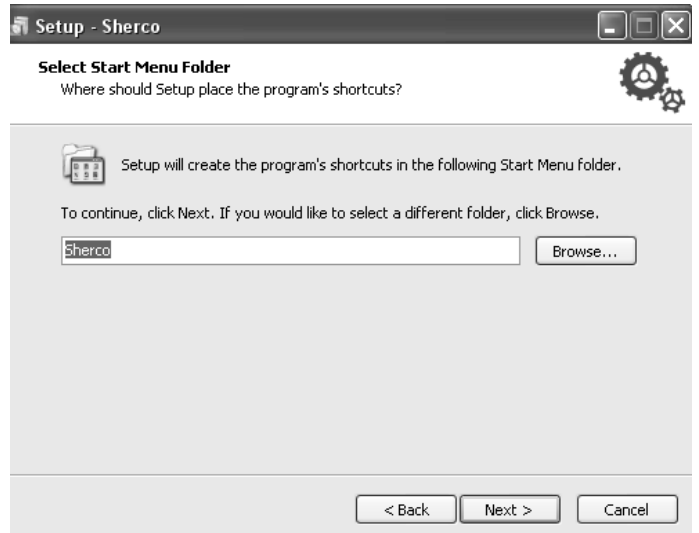 Setup - Sherco
Select Start Menu Folder
Where should Setup place the program's shortcuts?
Setup will create the program's shortcuts in the following Start Menu folder.
To continue, click Next. If you would like to select a different folder, click Browse.
Sherco
Browse...
< Back
Next >
Cancel